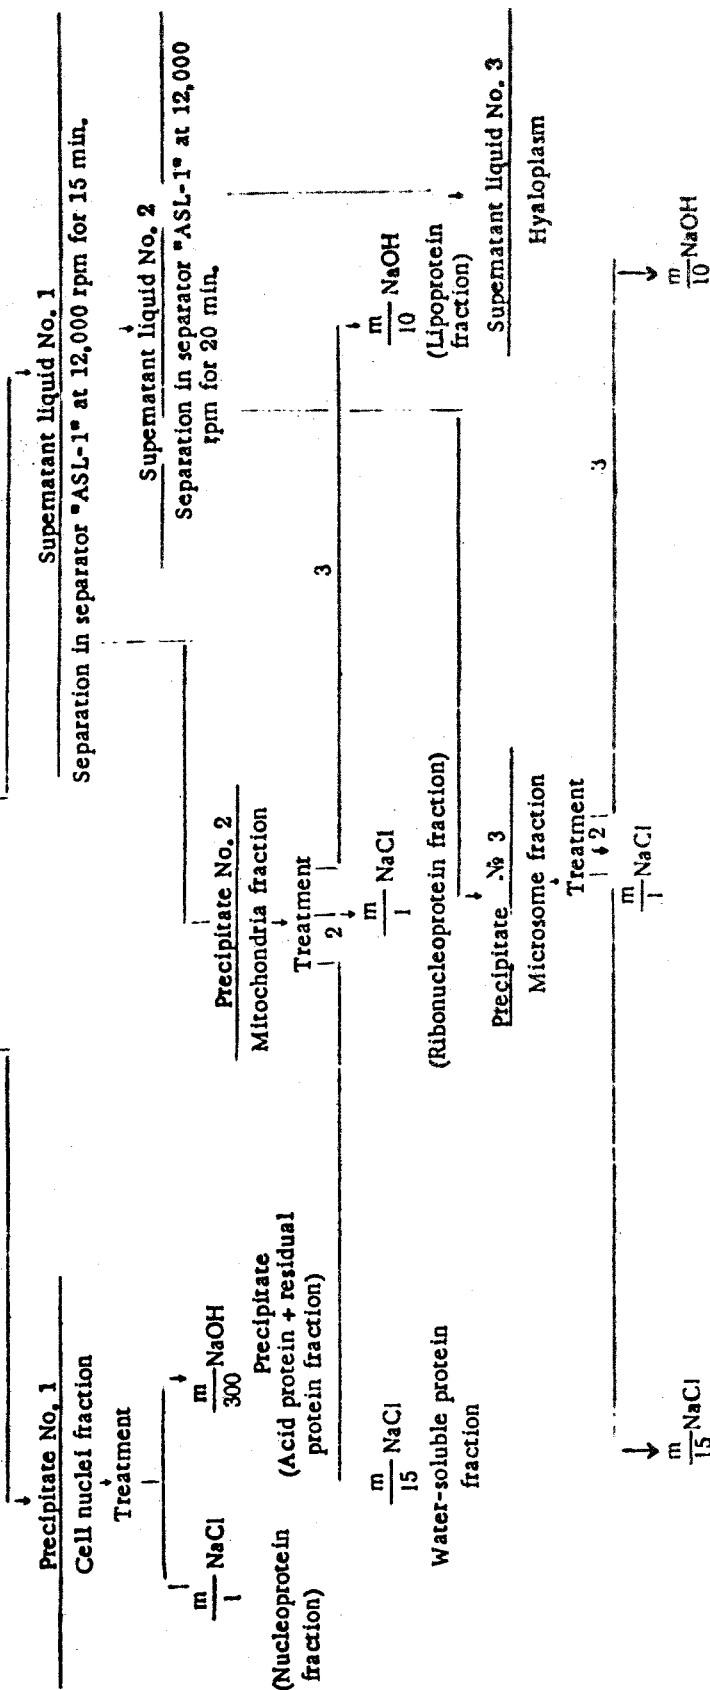 Supernatant liquid No. 1
Separation in separator "ASL-1" at 12,000 rpm for 15 min.
Supernatant liquid No. 2
Separation in separator "ASL-1" at 12,000
rpm for 20 min.
Precipitate No. 1
Cell nuclei fraction
Treatment
m/1 NaCl
(Nucleoprotein
fraction)
m/300 NaOH
Precipitate
(Acid protein + residual
protein fraction)
Precipitate No. 2
Mitochondria fraction
Treatment
2
3
m/15 NaCl
Water-soluble protein
fraction
m/1 NaCl
(Ribonucleoprotein fraction)
m/10 NaOH
(Lipoprotein
fraction)
Supernatant liquid No. 3
Hyaloplasm
Precipitate № 3
Microsome fraction
Treatment
2
3
m/15 NaCl
m/1 NaCl
m/10 NaOH